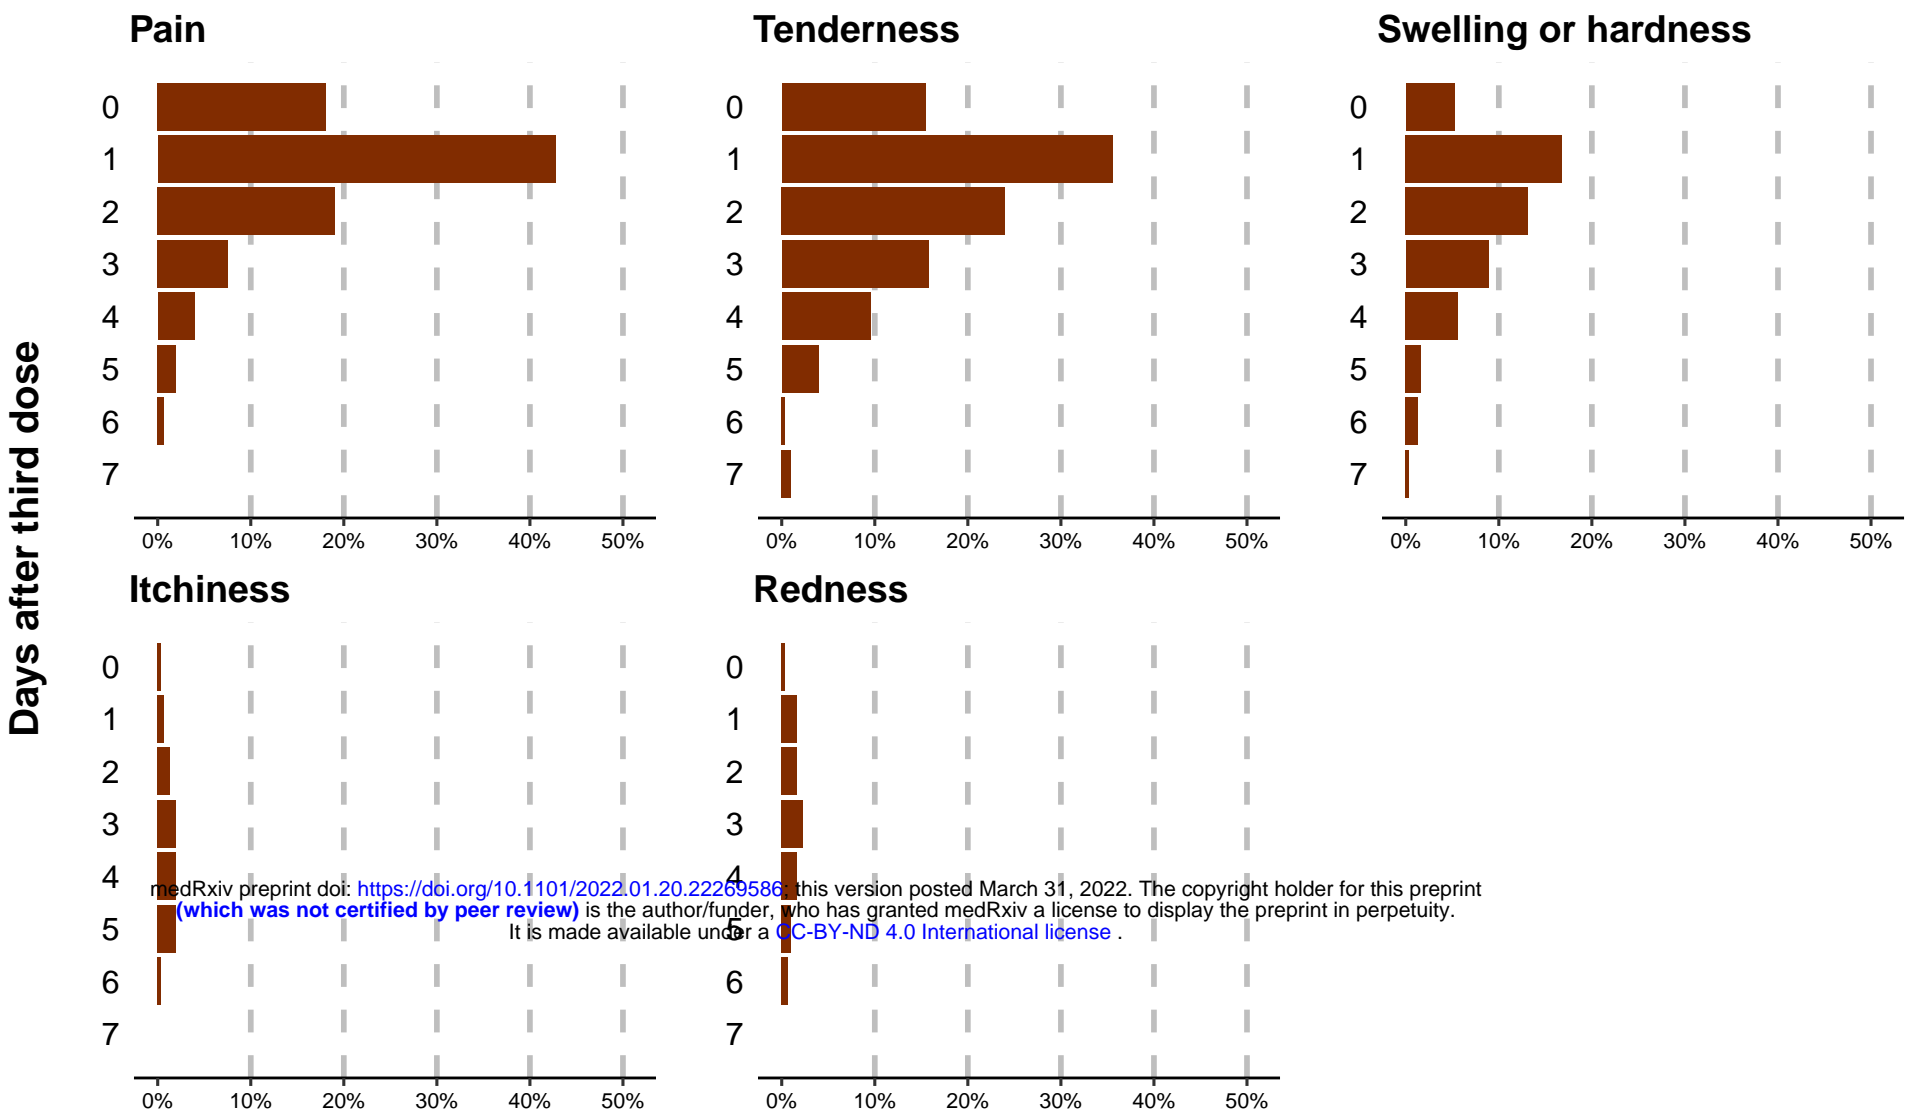 Pain
Tenderness
Swelling or hardness
0
1
2
3
4
5
6
7
0% 10% 20% 30% 40% 50%
0
1
2
3
4
5
6
7
0% 10% 20% 30% 40% 50%
0
1
2
3
4
5
6
7
0% 10% 20% 30% 40% 50%
Days after third dose
Itchiness
Redness
0
1
2
3
4
5
6
7
0% 10% 20% 30% 40% 50%
0
1
2
3
4
5
6
7
0% 10% 20% 30% 40% 50%
medRxiv preprint doi: https://doi.org/10.1101/2022.01.20.22269586; this version posted March 31, 2022. The copyright holder for this preprint
(which was not certified by peer review) is the author/funder, who has granted medRxiv a license to display the preprint in perpetuity.
It is made available under a CC-BY-ND 4.0 International license .